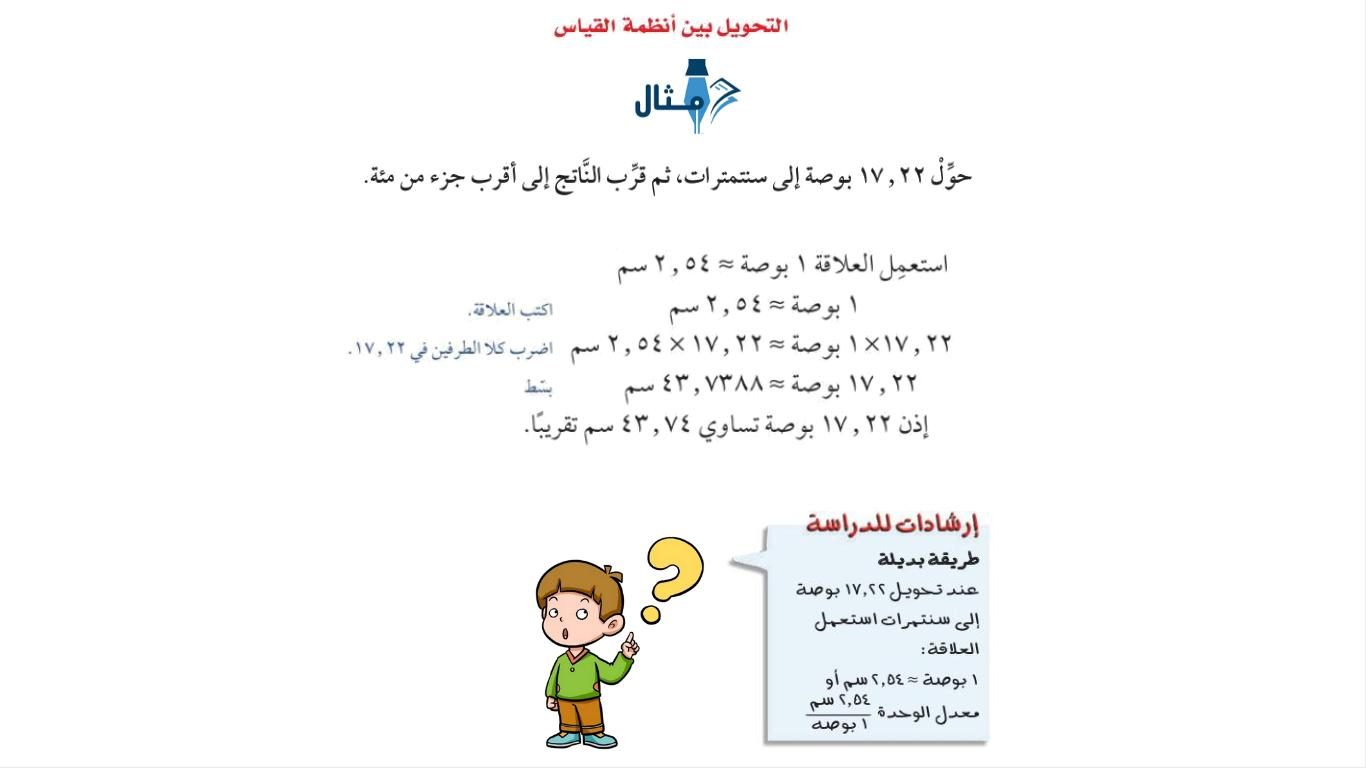 التحويل بين أنظمة القياس
مثال
حوِّلْ ١٧,٢٢ بوصة إلى سنتمترات، ثم قرِّب النَّاتج إلى أقرب جزء من مئة.
استعمِل العلاقة ١ بوصة ≈ ٢,٥٤ سم
١ بوصة ≈ ٢,٥٤ سم اكتب العلاقة.
١٧,٢٢ × ١ بوصة ≈ ١٧,٢٢ × ٢,٥٤ سم اضرب كلا الطرفين في ١٧,٢٢.
١٧,٢٢ بوصة ≈ ٤٣,٧٣٨٨ سم بسّط
إذن ١٧,٢٢ بوصة تساوي ٤٣,٧٤ سم تقريبًا.
إرشادات للدراسة
طريقة بديلة
عند تحويل ١٧,٢٢ بوصة
إلى سنتمرات استعمل
العلاقة:
١ بوصة ≈ ٢,٥٤ سم أو
معدل الوحدة ٢,٥٤ سم
١ بوصة